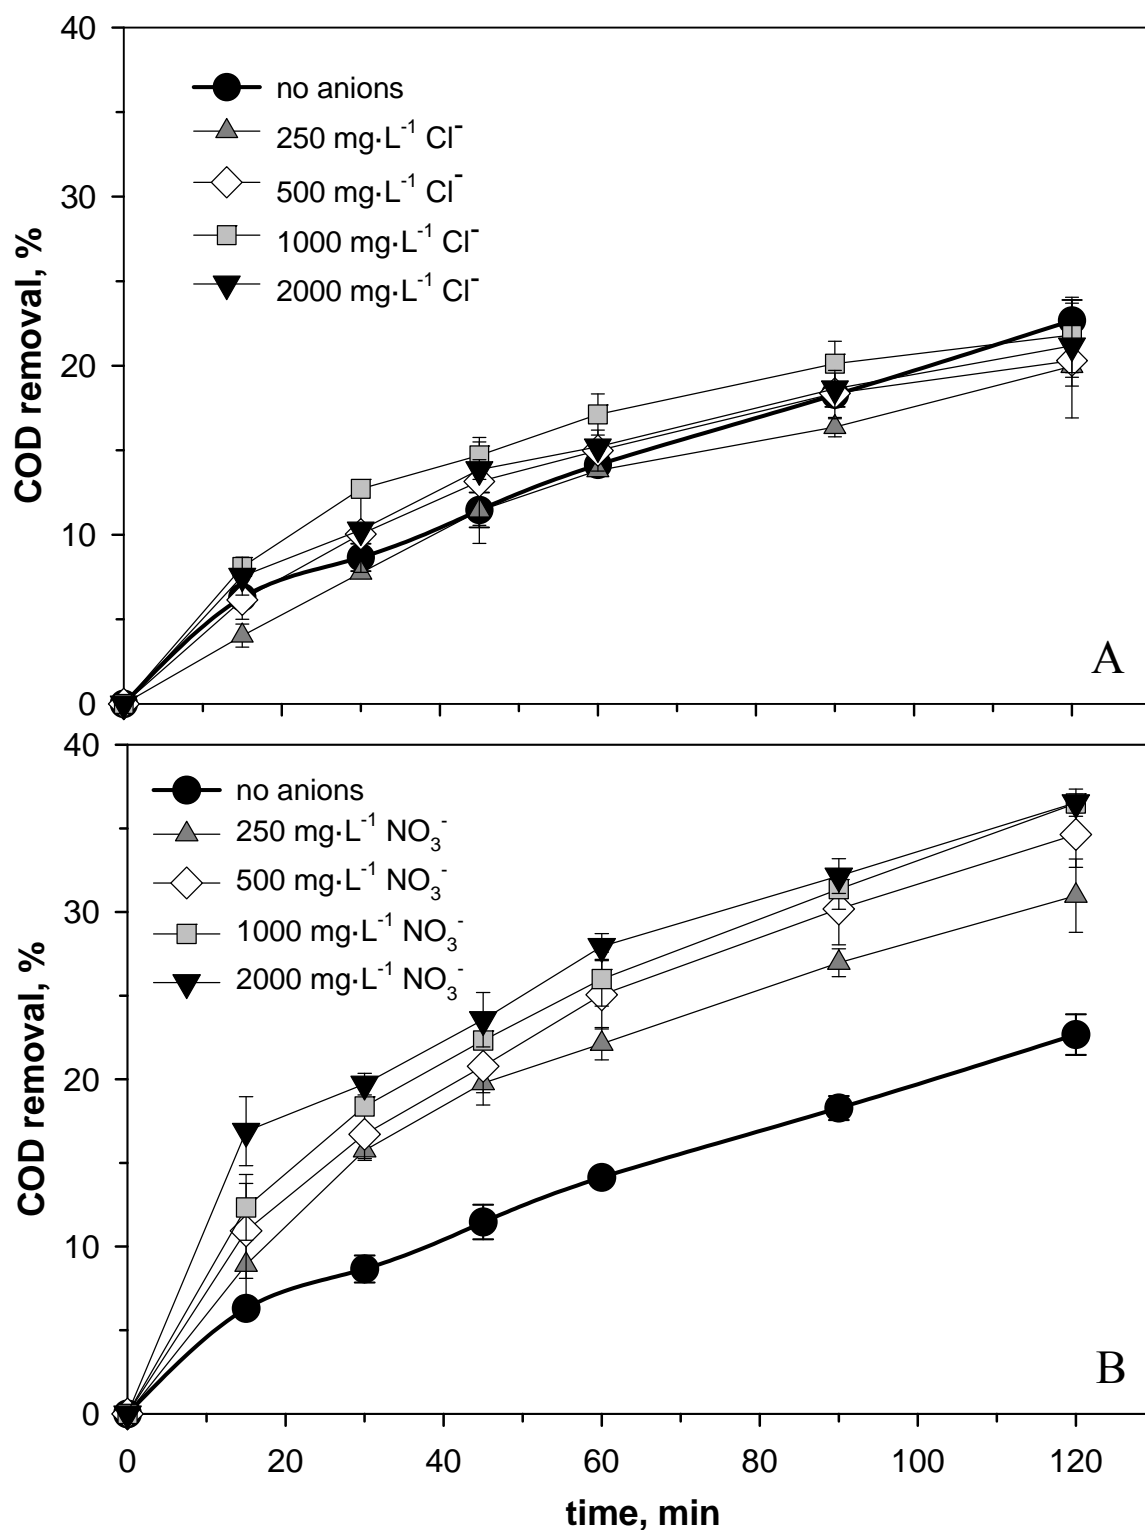 40
30
20
10
0
COD removal, %
no anions
250 mg·L⁻¹ Cl⁻
500 mg·L⁻¹ Cl⁻
1000 mg·L⁻¹ Cl⁻
2000 mg·L⁻¹ Cl⁻
A
40
30
20
10
0
COD removal, %
no anions
250 mg·L⁻¹ NO₃⁻
500 mg·L⁻¹ NO₃⁻
1000 mg·L⁻¹ NO₃⁻
2000 mg·L⁻¹ NO₃⁻
B
0 20 40 60 80 100 120
time, min